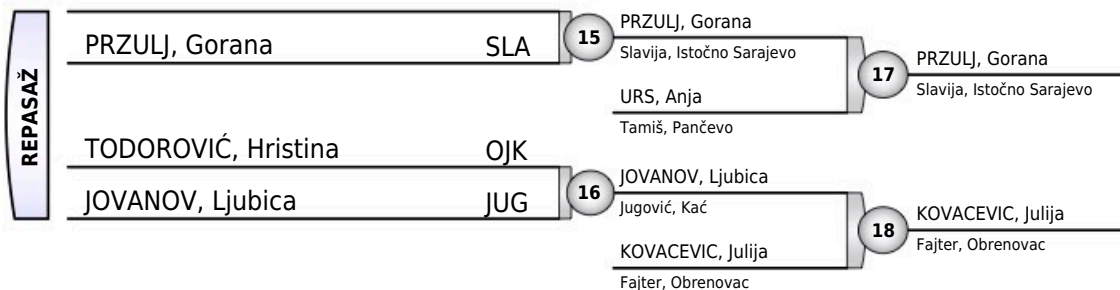 REPASAŽ
PRZULJ, Gorana SLA
TODOROVIĆ, Hristina OJK
JOVANOV, Ljubica JUG
15
PRZULJ, Gorana
Slavija, Istočno Sarajevo
URS, Anja
Tamiš, Pančevo
16
JOVANOV, Ljubica
Jugović, Kać
KOVACEVIC, Julija
Fajter, Obrenovac
17
PRZULJ, Gorana
Slavija, Istočno Sarajevo
18
KOVACEVIC, Julija
Fajter, Obrenovac